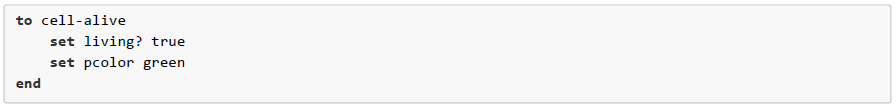 to cell-alive
    set living? true
    set pcolor green
end